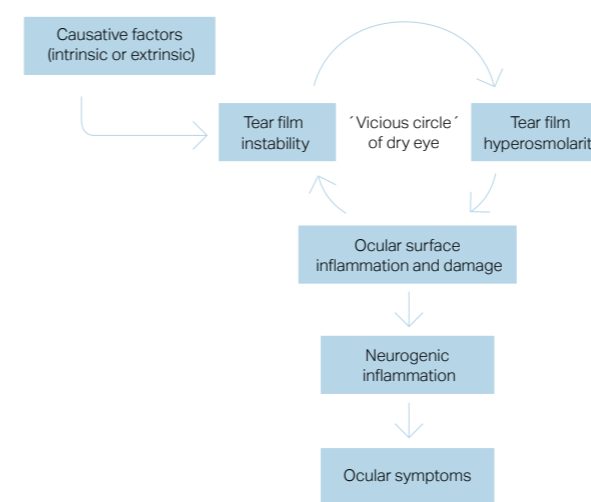 Causative factors
(intrinsic or extrinsic)
Tear film
instability
´Vicious circle´
of dry eye
Tear film
hyperosmolarit
Ocular surface
inflammation and damage
Neurogenic
inflammation
Ocular symptoms